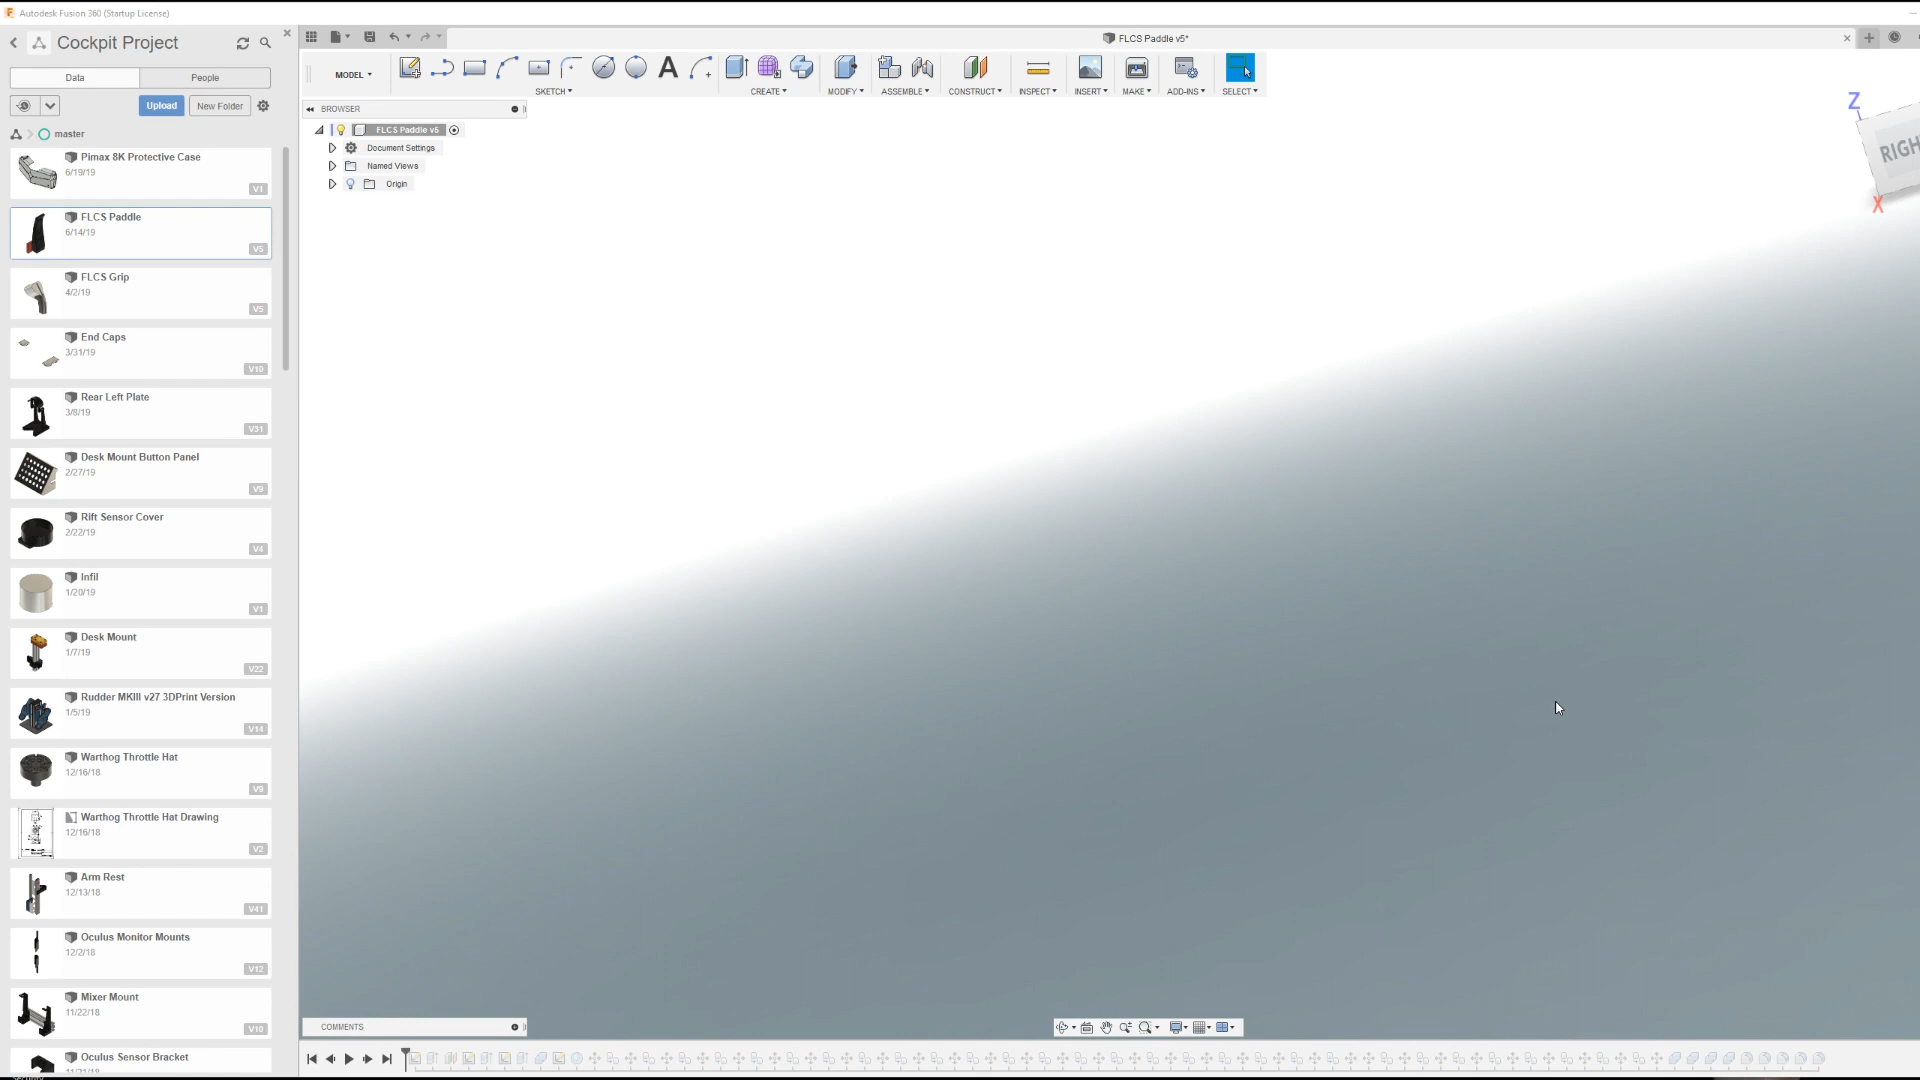 Autodesk Fusion 360 (Startup License)
Cockpit Project
Data People
Upload New Folder
master
Pimax 8K Protective Case
6/19/19
V1
FLCS Paddle
6/14/19
V5
FLCS Grip
4/2/19
V5
End Caps
3/31/19
V10
Rear Left Plate
3/8/19
V31
Desk Mount Button Panel
2/27/19
V9
Rift Sensor Cover
2/22/19
V4
Infil
1/20/19
V1
Desk Mount
1/7/19
V22
Rudder MKIII v27 3DPrint Version
1/5/19
V14
Warthog Throttle Hat
12/16/18
V9
Warthog Throttle Hat Drawing
12/16/18
V2
Arm Rest
12/13/18
V41
Oculus Monitor Mounts
12/2/18
V12
Mixer Mount
11/22/18
V10
Oculus Sensor Bracket
FLCS Paddle v5*
MODEL
SKETCH CREATE MODIFY ASSEMBLE CONSTRUCT INSPECT INSERT MAKE ADD-INS SELECT
BROWSER
FLCS Paddle v5
Document Settings
Named Views
Origin
Z
RIGH
X
COMMENTS